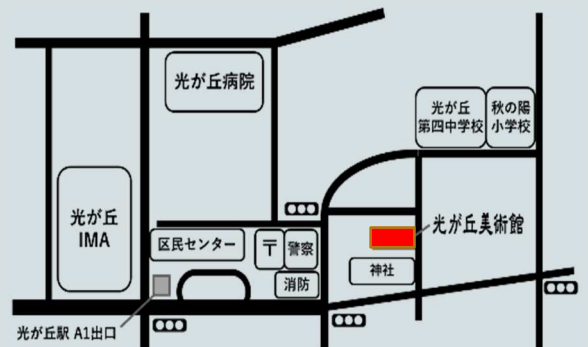 光が丘病院
光が丘
第四中学校
秋の陽
小学校
光が丘
IMA
区民センター
〒
警察
消防
光が丘美術館
神社
光が丘駅 A1出口